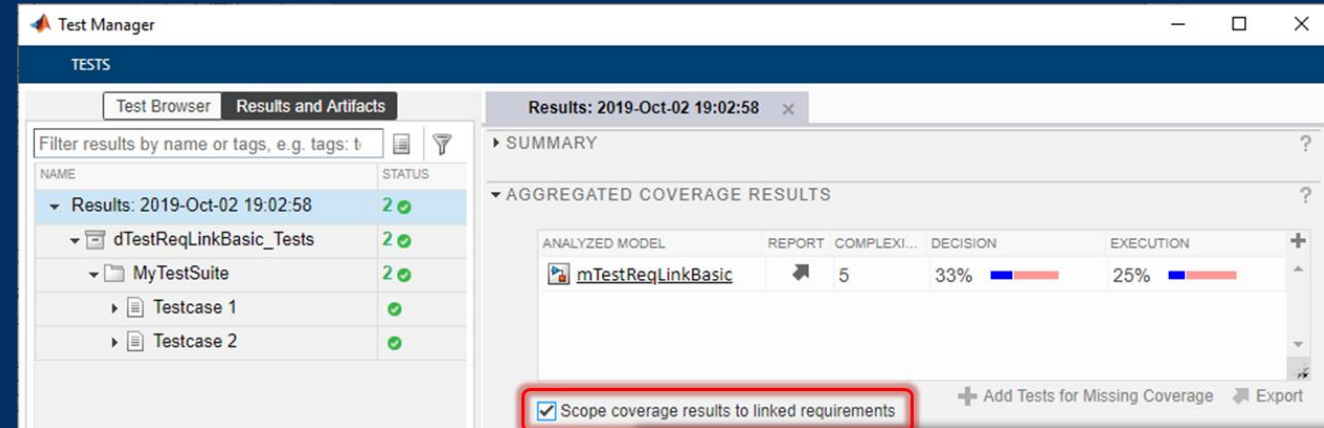 Test Manager
TESTS
Test Browser Results and Artifacts
Filter results by name or tags, e.g. tags: t
NAME STATUS
Results: 2019-Oct-02 19:02:58 2
dTestReqLinkBasic_Tests 2
MyTestSuite 2
Testcase 1
Testcase 2
Results: 2019-Oct-02 19:02:58
SUMMARY ?
AGGREGATED COVERAGE RESULTS ?
ANALYZED MODEL REPORT COMPLEXI... DECISION EXECUTION
mTestReqLinkBasic 5 33% 25%
Add Tests for Missing Coverage Export
Scope coverage results to linked requirements